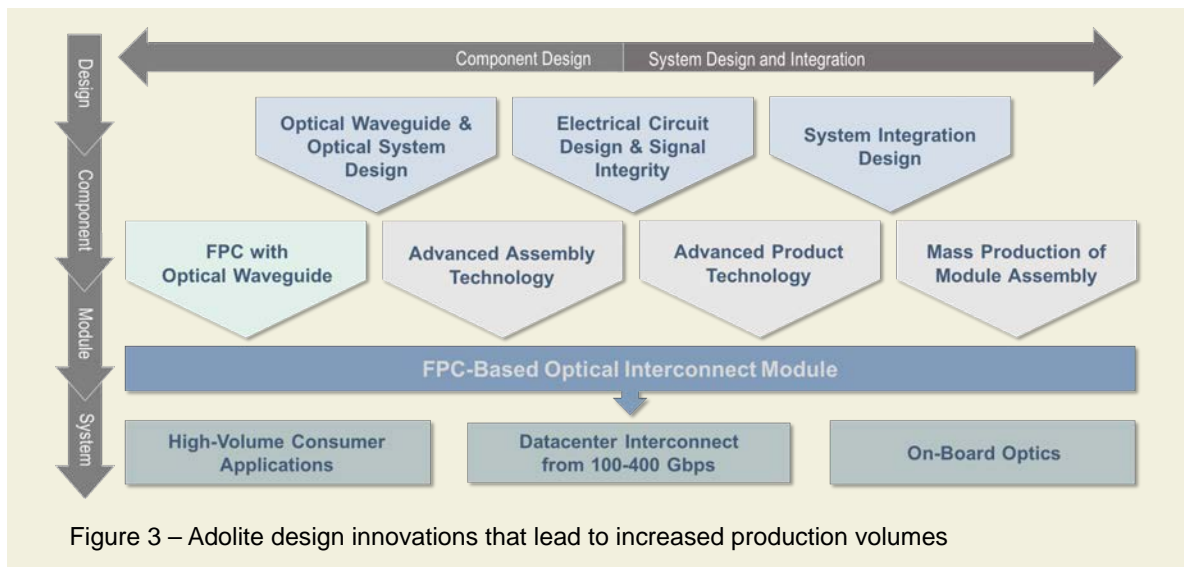 Component Design
System Design and Integration
Design
Component
Module
System
Optical Waveguide &
Optical System
Design
Electrical Circuit
Design & Signal
Integrity
System Integration
Design
FPC with
Optical Waveguide
Advanced Assembly
Technology
Advanced Product
Technology
Mass Production of
Module Assembly
FPC-Based Optical Interconnect Module
High-Volume Consumer
Applications
Datacenter Interconnect
from 100-400 Gbps
On-Board Optics
Figure 3 – Adolite design innovations that lead to increased production volumes